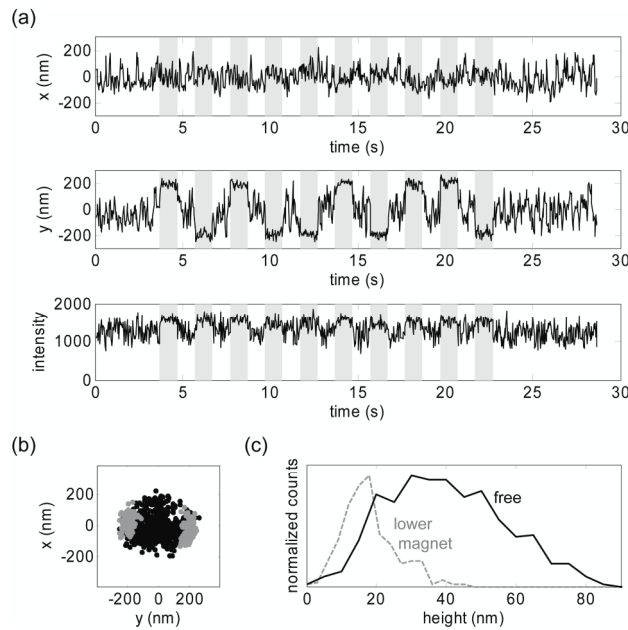 (a)
200
0
-200
x (nm)
0 5 10 15 20 25 30
time (s)
200
0
-200
y (nm)
0 5 10 15 20 25 30
time (s)
2000
1000
0
intensity
0 5 10 15 20 25 30
time (s)
(b)
200
0
-200
x (nm)
-200 0 200
y (nm)
(c)
normalized counts
free
lower
magnet
0 20 40 60 80
height (nm)